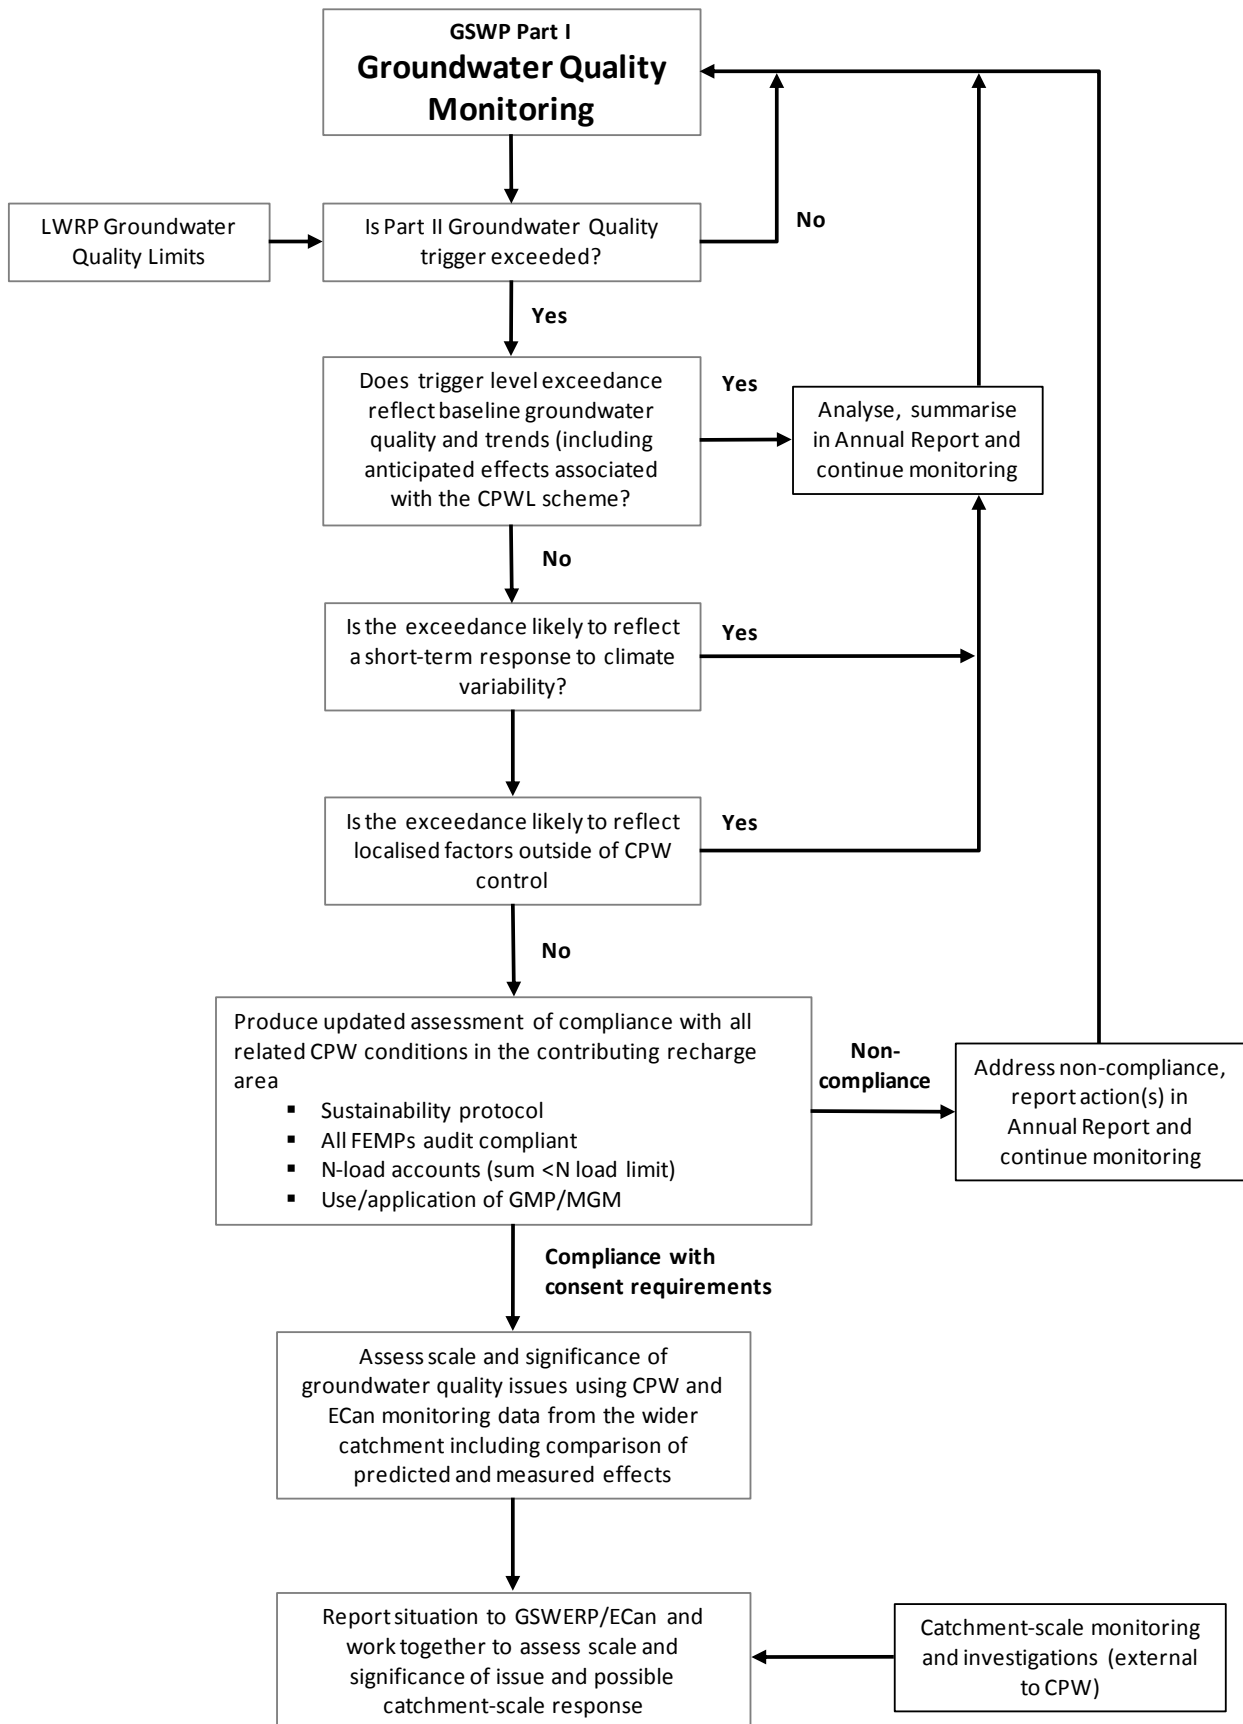 GSWP Part I
Groundwater Quality
Monitoring
LWRP Groundwater
Quality Limits
Is Part II Groundwater Quality
trigger exceeded?
No
Yes
Does trigger level exceedance
reflect baseline groundwater
quality and trends (including
anticipated effects associated
with the CPWL scheme?
Yes
Analyse, summarise
in Annual Report and
continue monitoring
No
Is the exceedance likely to reflect
a short-term response to climate
variability?
Yes
Is the exceedance likely to reflect
localised factors outside of CPW
control
Yes
No
Produce updated assessment of compliance with all
related CPW conditions in the contributing recharge
area
▪ Sustainability protocol
▪ All FEMPs audit compliant
▪ N-load accounts (sum <N load limit)
▪ Use/application of GMP/MGM
Non-
compliance
Address non-compliance,
report action(s) in
Annual Report and
continue monitoring
Compliance with
consent requirements
Assess scale and significance of
groundwater quality issues using CPW and
ECan monitoring data from the wider
catchment including comparison of
predicted and measured effects
Report situation to GSWERP/ECan and
work together to assess scale and
significance of issue and possible
catchment-scale response
Catchment-scale monitoring
and investigations (external
to CPW)